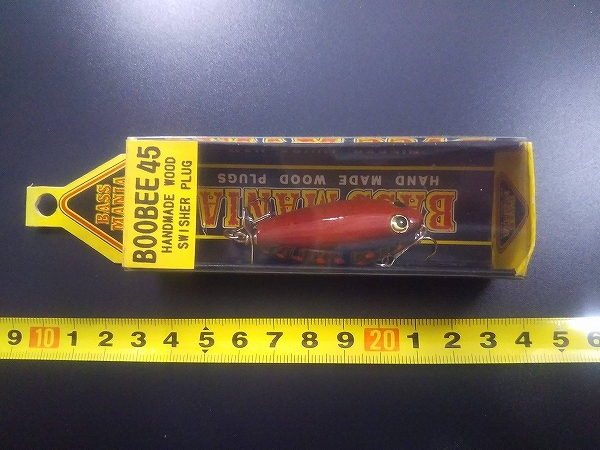 BASS
MANIA
BOOBEE 45
HANDMADE WOOD
SWISHER PLUG
HAND MADE WOOD PLUGS
BASS MANIA
9 10 1 2 3 4 5 6 7 8 9 20 1 2 3 4 5 6